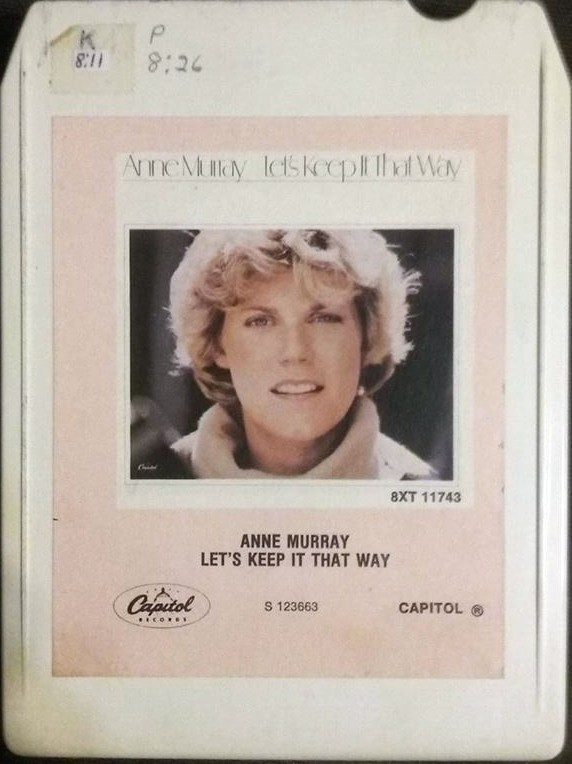 K
8:11
P
8:26
Anne Murray Let's Keep It That Way
Capitol
8XT 11743
ANNE MURRAY
LET'S KEEP IT THAT WAY
Capitol
RECORDS
S 123663
CAPITOL ®